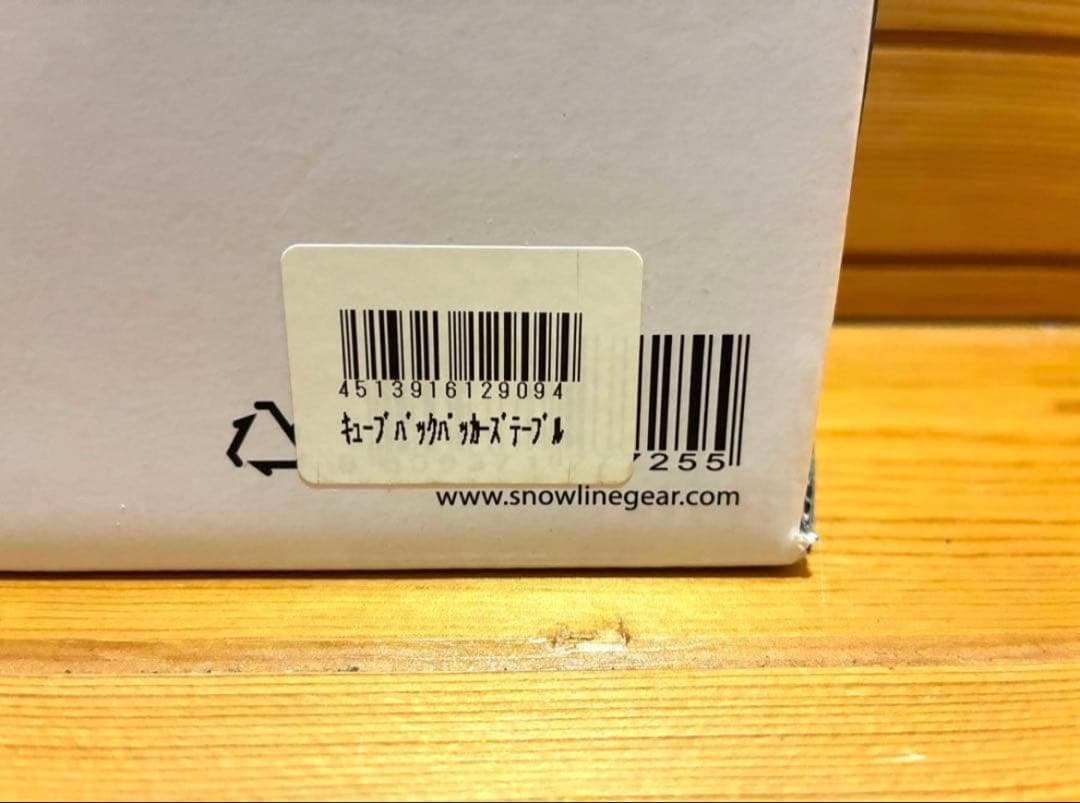 4513916129094
ｷｭｰﾌﾞﾊﾞｯｸﾊﾟｯｶｰｽﾞﾃｰﾌﾞﾙ
7255
www.snowlinegear.com